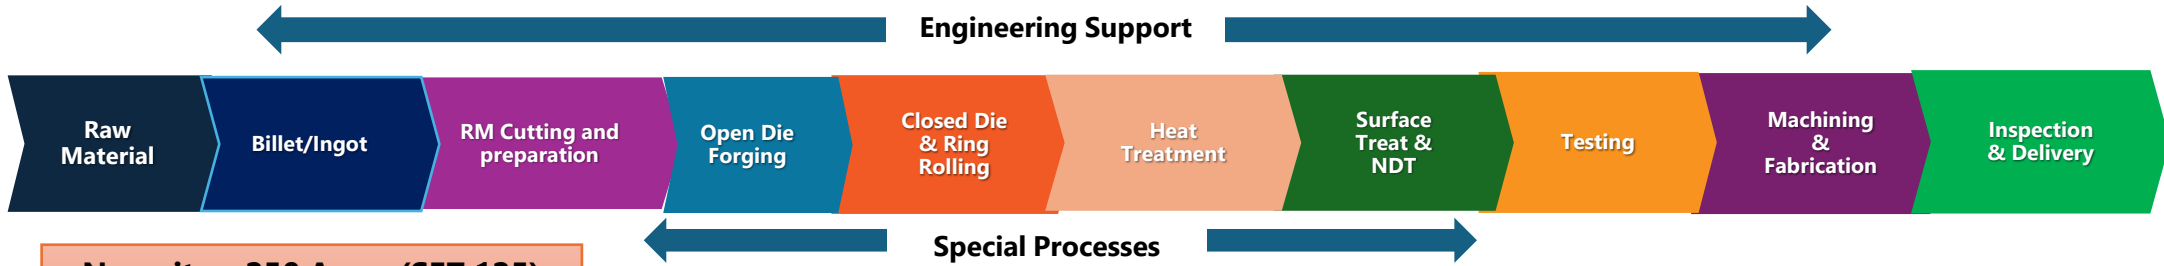 Engineering Support
Raw
Material
Billet/Ingot
RM Cutting and
preparation
Open Die
Forging
Closed Die
& Ring
Rolling
Heat
Treatment
Surface
Treat &
NDT
Testing
Machining
&
Fabrication
Inspection
& Delivery
Special Processes